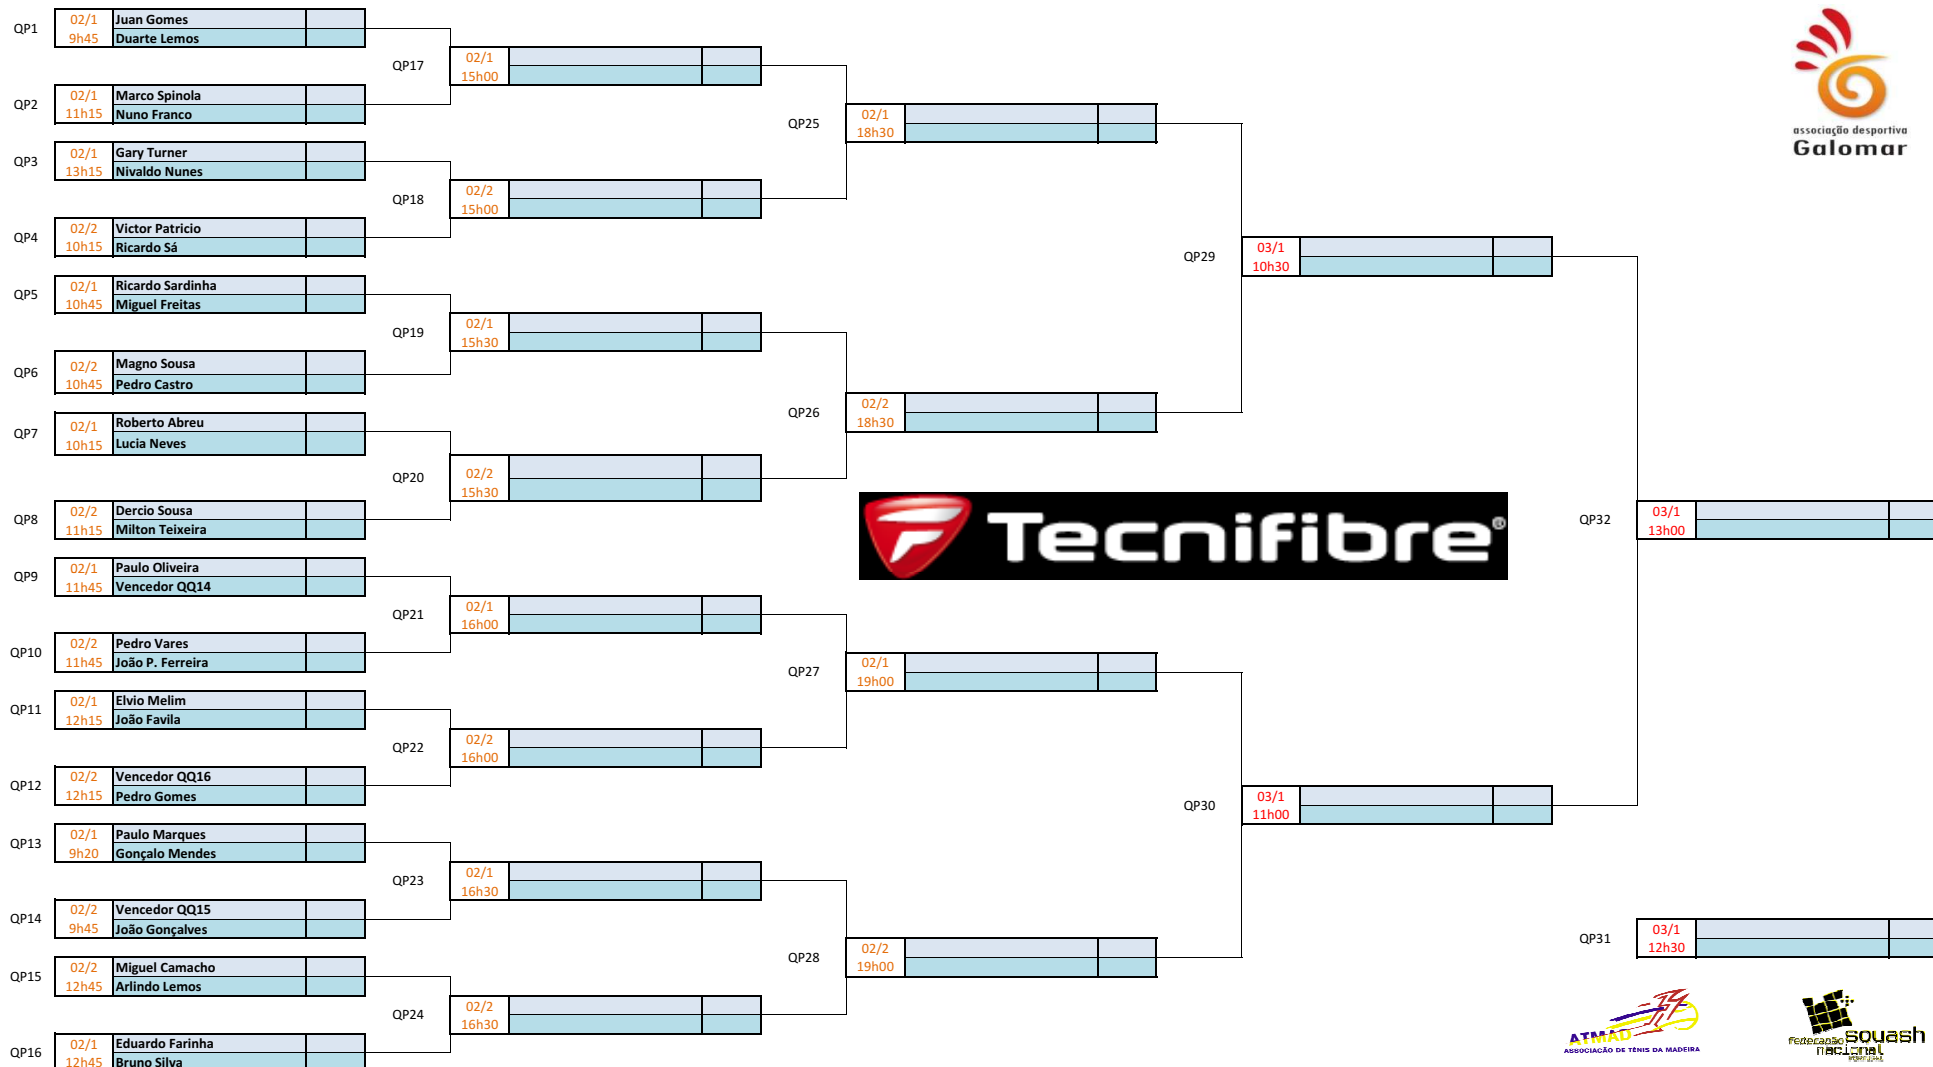 QP1
02/1 Juan Gomes
9h45 Duarte Lemos
QP2
02/1 Marco Spinola
11h15 Nuno Franco
QP3
02/1 Gary Turner
13h15 Nivaldo Nunes
QP4
02/2 Victor Patricio
10h15 Ricardo Sá
QP5
02/1 Ricardo Sardinha
10h45 Miguel Freitas
QP6
02/2 Magno Sousa
10h45 Pedro Castro
QP7
02/1 Roberto Abreu
10h15 Lucia Neves
QP8
02/2 Dercio Sousa
11h15 Milton Teixeira
QP9
02/1 Paulo Oliveira
11h45 Vencedor QQ14
QP10
02/2 Pedro Vares
11h45 João P. Ferreira
QP11
02/1 Elvio Melim
12h15 João Favila
QP12
02/2 Vencedor QQ16
12h15 Pedro Gomes
QP13
02/1 Paulo Marques
9h20 Gonçalo Mendes
QP14
02/2 Vencedor QQ15
9h45 João Gonçalves
QP15
02/2 Miguel Camacho
12h45 Arlindo Lemos
QP16
02/1 Eduardo Farinha
12h45 Bruno Silva
QP17
02/1
15h00
QP18
02/2
15h00
QP19
02/1
15h30
QP20
02/2
15h30
QP21
02/1
16h00
QP22
02/2
16h00
QP23
02/1
16h30
QP24
02/2
16h30
QP25
02/1
18h30
QP26
02/2
18h30
QP27
02/1
19h00
QP28
02/2
19h00
QP29
03/1
10h30
QP30
03/1
11h00
QP32
03/1
13h00
QP31
03/1
12h30
associação desportiva
Galomar
Tecnifibre®
ATMAD
ASSOCIAÇÃO DE TÉNIS DA MADEIRA
squash
nacional